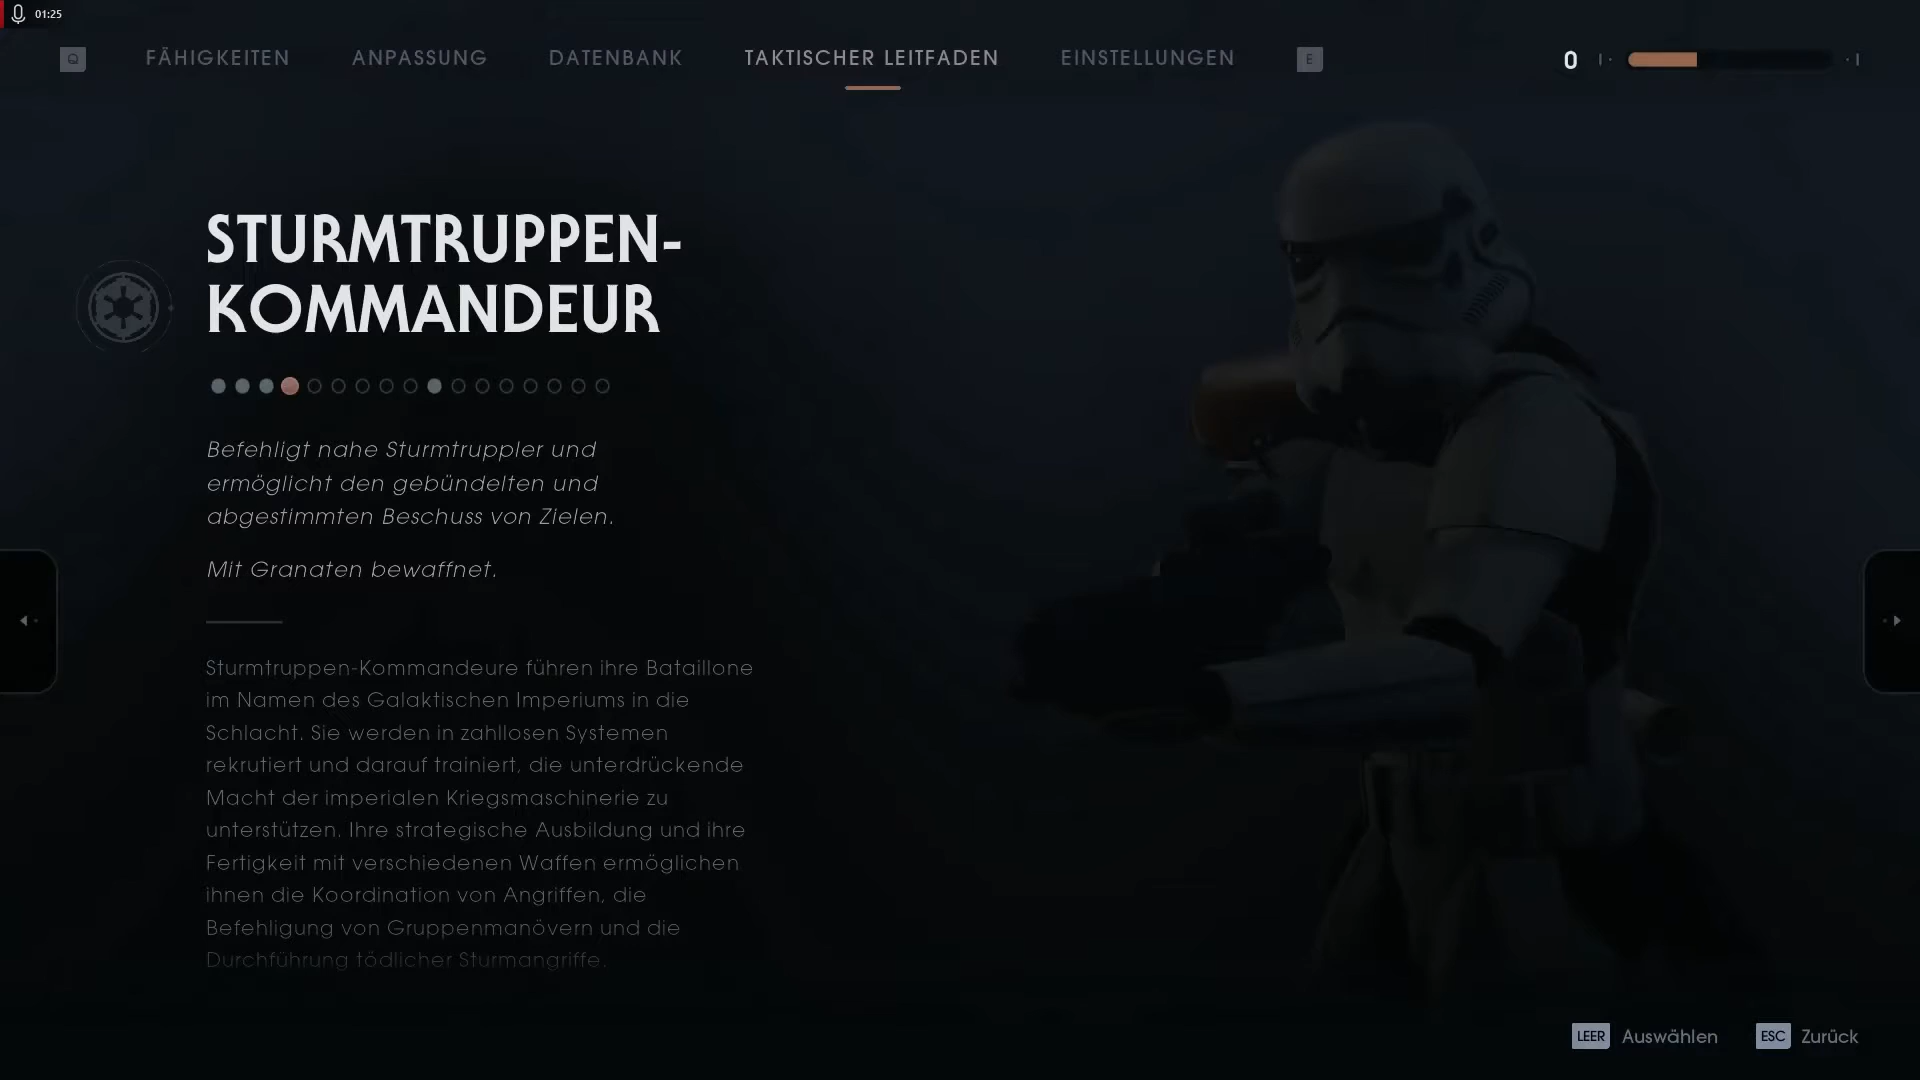 01:25
Q FÄHIGKEITEN ANPASSUNG DATENBANK TAKTISCHER LEITFADEN EINSTELLUNGEN E 0
STURMTRUPPEN-
KOMMANDEUR
Befehligt nahe Sturmtruppler und
ermöglicht den gebündelten und
abgestimmten Beschuss von Zielen.
Mit Granaten bewaffnet.
Sturmtruppen-Kommandeure führen ihre Bataillone
im Namen des Galaktischen Imperiums in die
Schlacht. Sie werden in zahllosen Systemen
rekrutiert und darauf trainiert, die unterdrückende
Macht der imperialen Kriegsmaschinerie zu
unterstützen. Ihre strategische Ausbildung und ihre
Fertigkeit mit verschiedenen Waffen ermöglichen
ihnen die Koordination von Angriffen, die
Befehligung von Gruppenmanövern und die
Durchführung tödlicher Sturmangriffe.
LEER Auswählen ESC Zurück